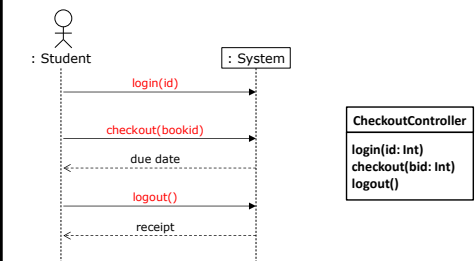 : Student
: System
login(id)
checkout(bookid)
due date
logout()
receipt
CheckoutController
login(id: Int)
checkout(bid: Int)
logout()